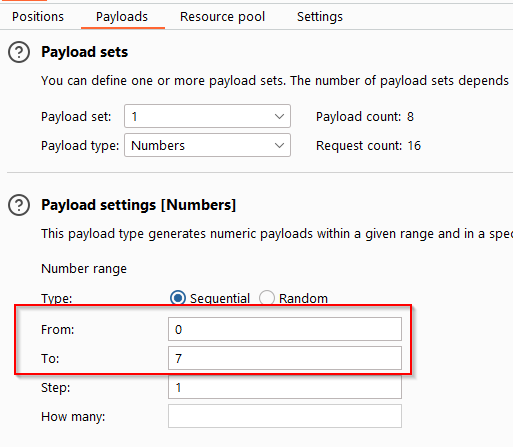 Positions Payloads Resource pool Settings
? Payload sets
You can define one or more payload sets. The number of payload sets depends
Payload set: 1 Payload count: 8
Payload type: Numbers Request count: 16
? Payload settings [Numbers]
This payload type generates numeric payloads within a given range and in a spec
Number range
Type: Sequential Random
From: 0
To: 7
Step: 1
How many: